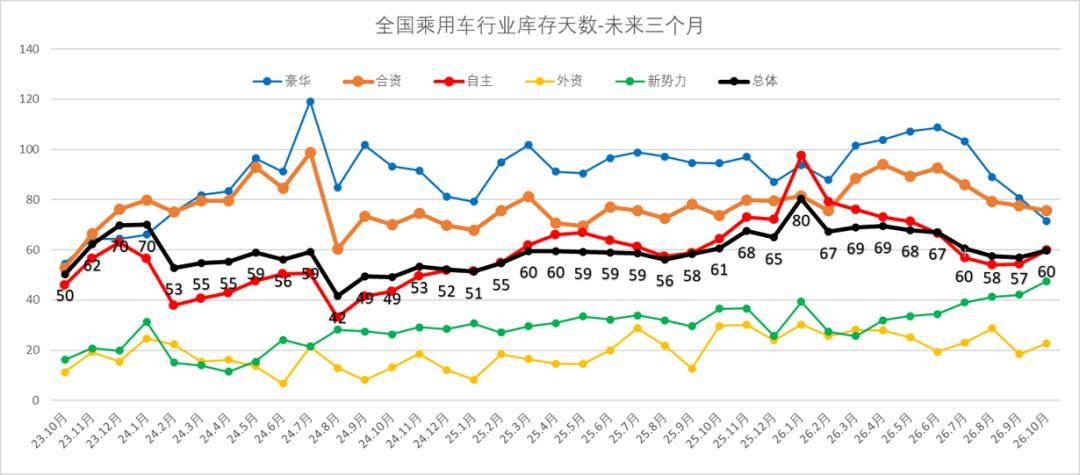 全国乘用车行业库存天数-未来三个月
140
120
100
80
60
40
20
0
豪华 合资 自主 外资 新势力 总体
50 62 70 70 53 55 55 59 56 59 42 49 49 53 52 51 55 60 60 59 59 59 56 58 61 68 65 80 67 69 69 68 67 60 58 57 60
23.10月 23.11月 23.12月 24.1月 24.2月 24.3月 24.4月 24.5月 24.6月 24.7月 24.8月 24.9月 24.10月 24.11月 24.12月 25.1月 25.2月 25.3月 25.4月 25.5月 25.6月 25.7月 25.8月 25.9月 25.10月 25.11月 25.12月 26.1月 26.2月 26.3月 26.4月 26.5月 26.6月 26.7月 26.8月 26.9月 26.10月